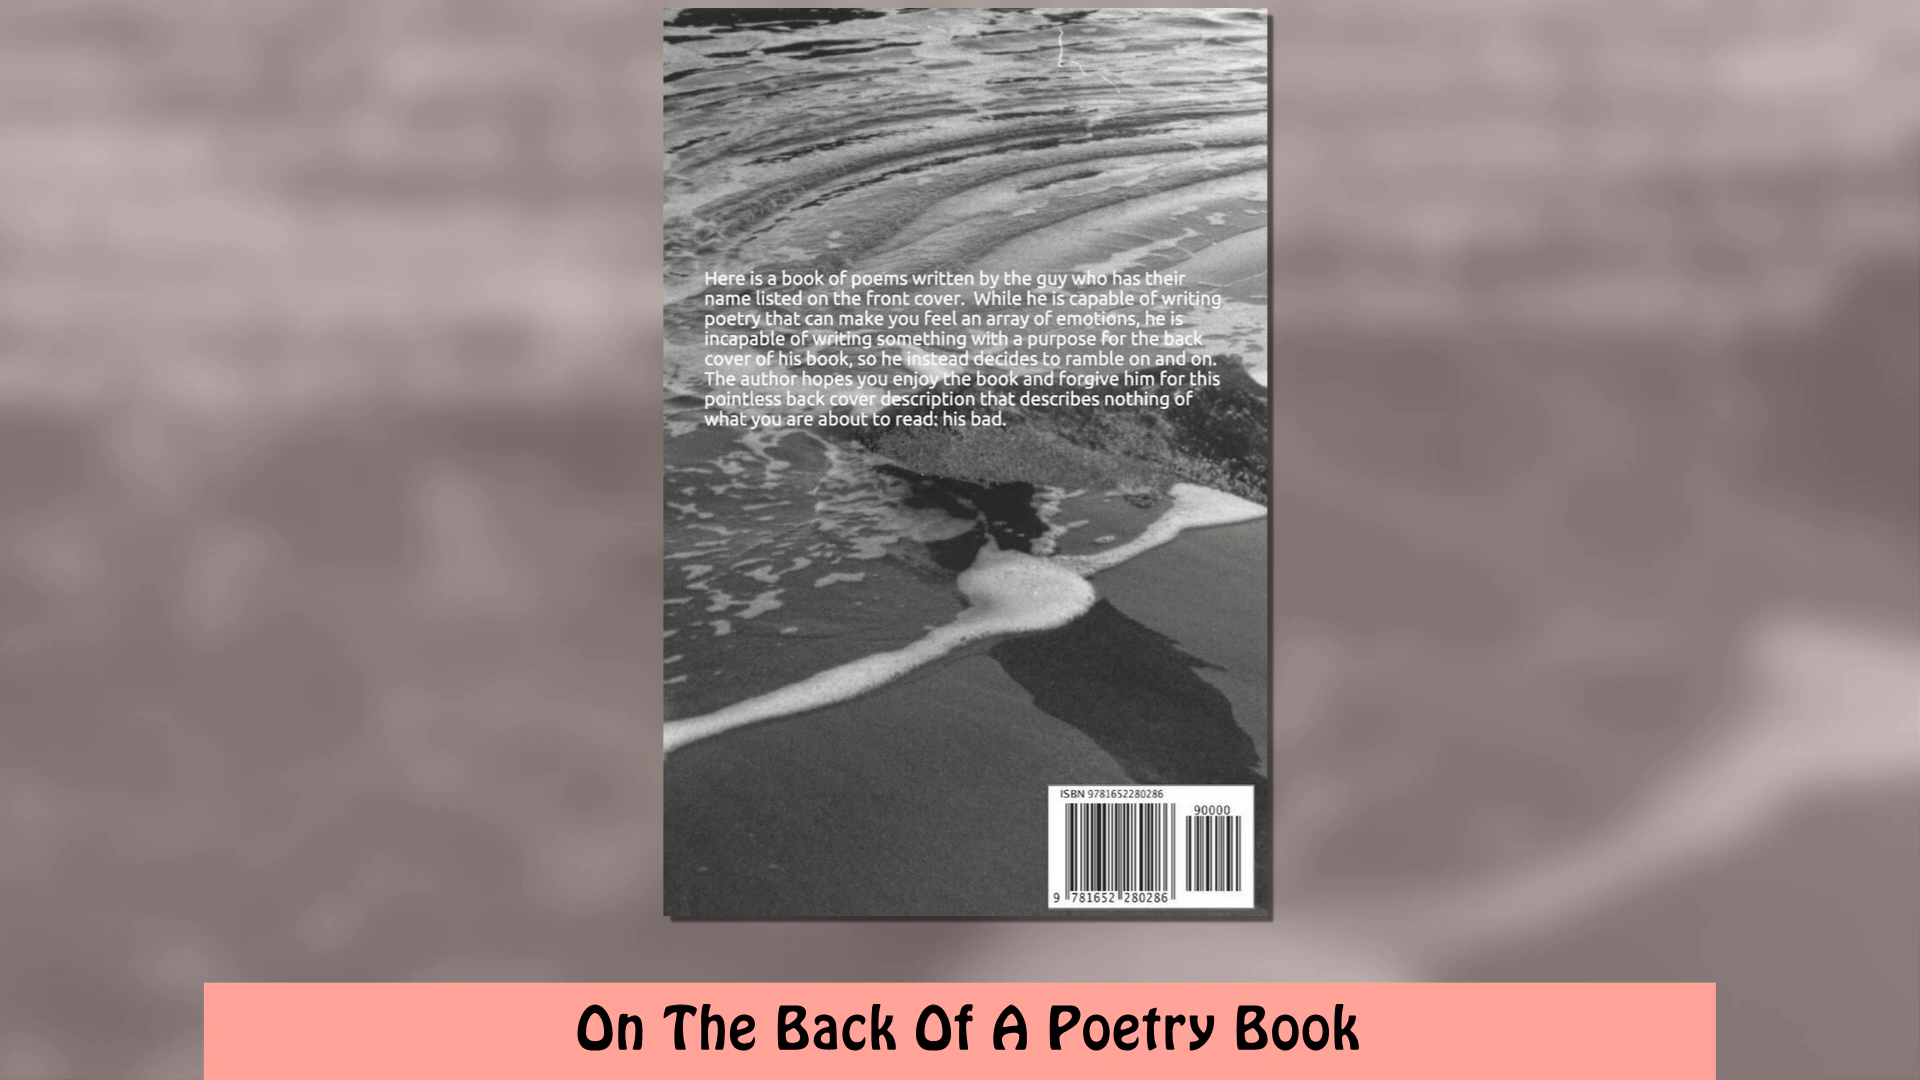 Here is a book of poems written by the guy who has their
name listed on the front cover.  While he is capable of writing
poetry that can make you feel an array of emotions, he is
incapable of writing something with a purpose for the back
cover of his book, so he instead decides to ramble on and on.
The author hopes you enjoy the book and forgive him for this
pointless back cover description that describes nothing of
what you are about to read: his bad.
ISBN 9781652280286
90000
9 781652 280286
On The Back Of A Poetry Book